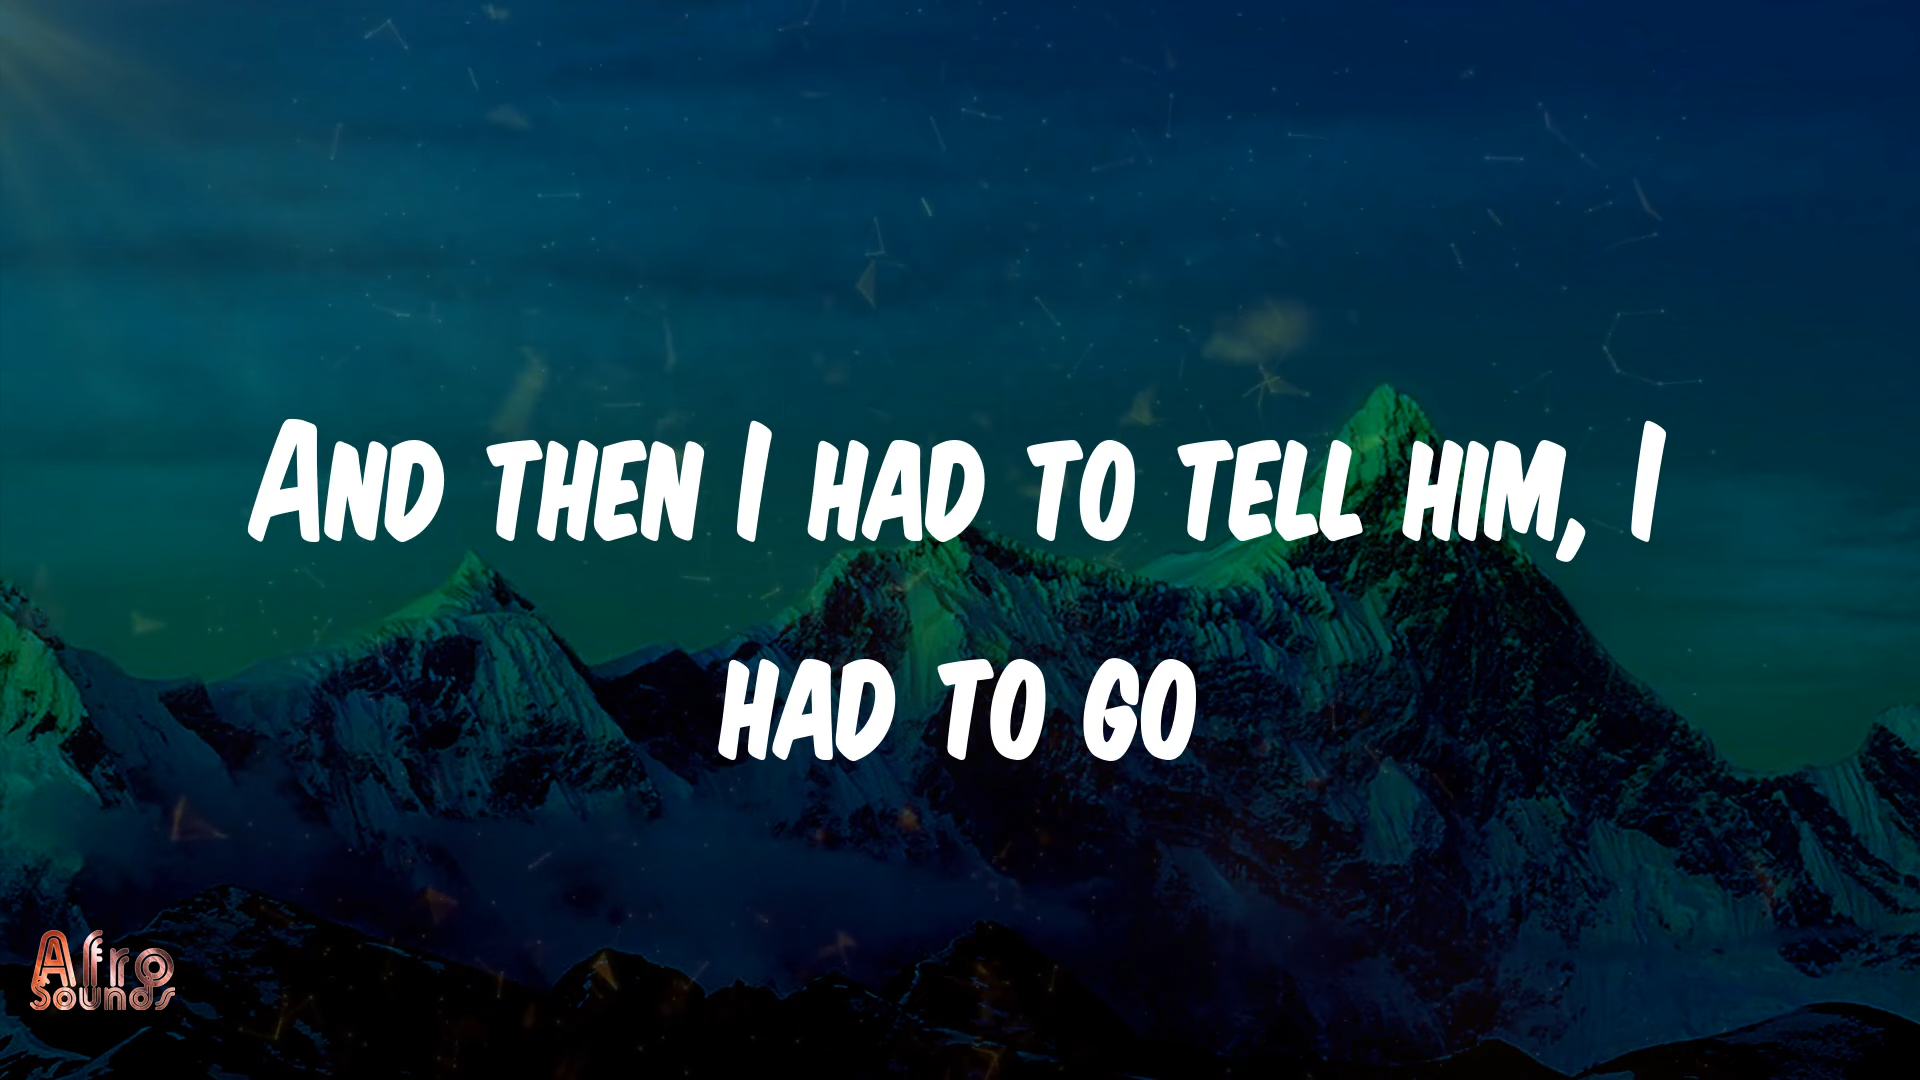 And then I had to tell him, I
had to go
Afro
Sounds